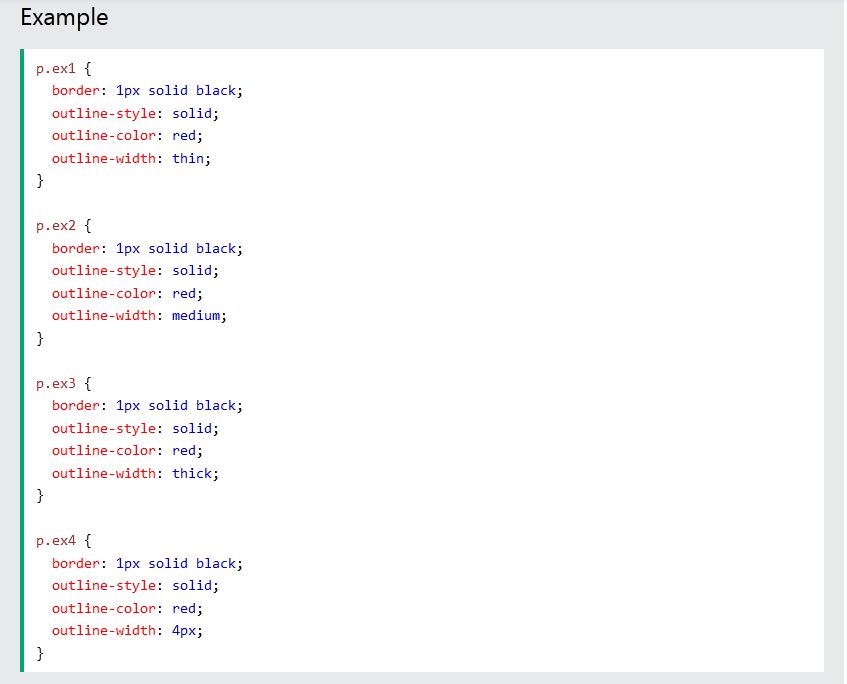 Example
p.ex1 {
  border: 1px solid black;
  outline-style: solid;
  outline-color: red;
  outline-width: thin;
}

p.ex2 {
  border: 1px solid black;
  outline-style: solid;
  outline-color: red;
  outline-width: medium;
}

p.ex3 {
  border: 1px solid black;
  outline-style: solid;
  outline-color: red;
  outline-width: thick;
}

p.ex4 {
  border: 1px solid black;
  outline-style: solid;
  outline-color: red;
  outline-width: 4px;
}